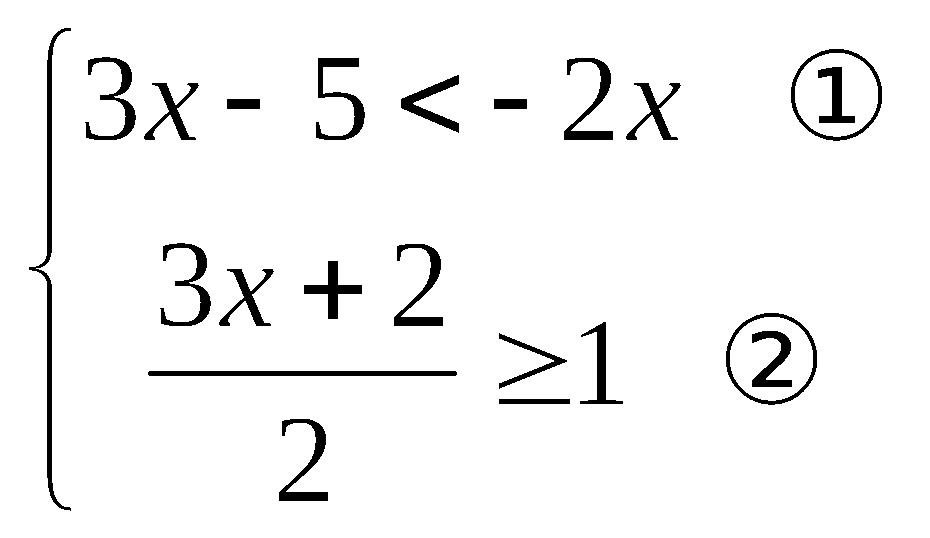 3x - 5 < - 2x ①
3x + 2
2
≥1 ②